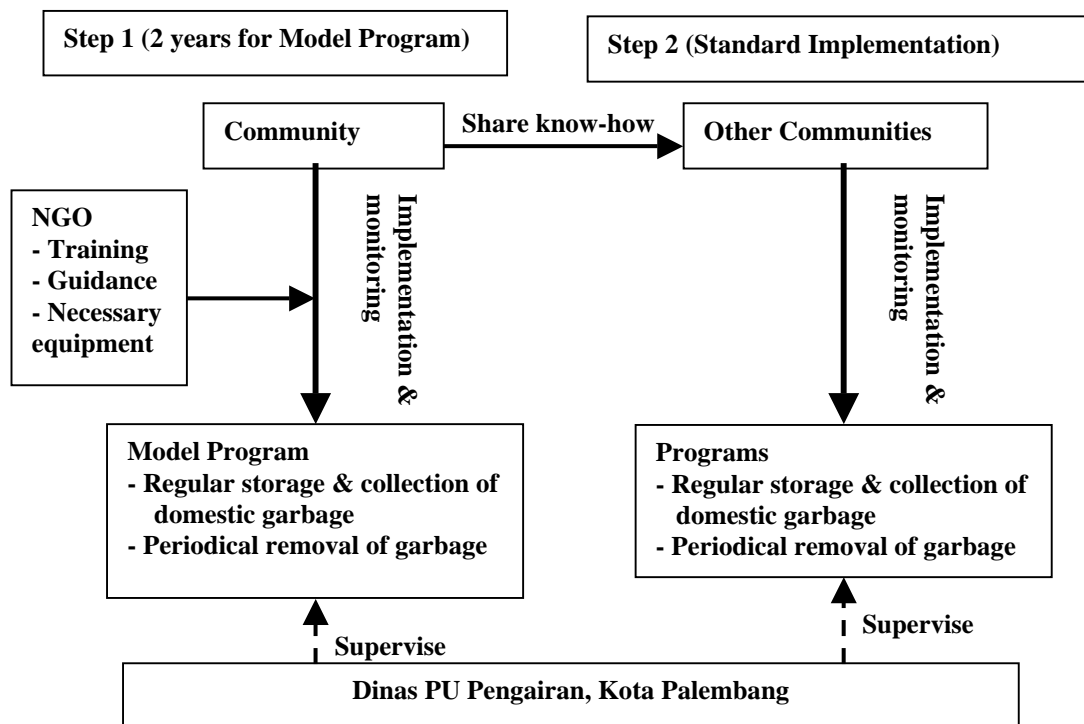 Step 1 (2 years for Model Program)
Step 2 (Standard Implementation)
Community
Share know-how
Other Communities
NGO
- Training
- Guidance
- Necessary
equipment
Implementation &
monitoring
Implementation &
monitoring
Model Program
- Regular storage & collection of
domestic garbage
- Periodical removal of garbage
Programs
- Regular storage & collection of
domestic garbage
- Periodical removal of garbage
Supervise
Supervise
Dinas PU Pengairan, Kota Palembang